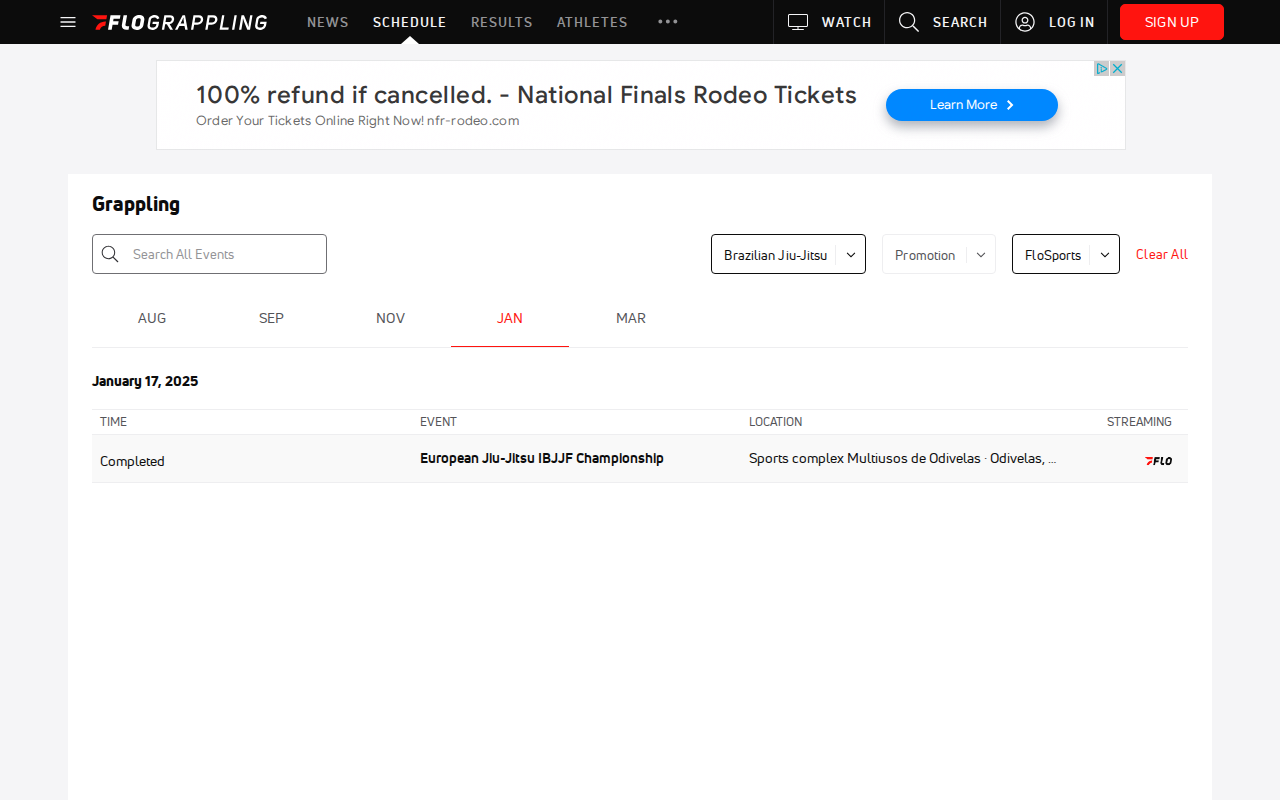 FLOGRAPPLING NEWS SCHEDULE RESULTS ATHLETES ••• WATCH SEARCH LOG IN SIGN UP
100% refund if cancelled. - National Finals Rodeo Tickets
Order Your Tickets Online Right Now! nfr-rodeo.com
Learn More
Grappling
Search All Events Brazilian Jiu-Jitsu Promotion FloSports Clear All
AUG SEP NOV JAN MAR
January 17, 2025
TIME EVENT LOCATION STREAMING
Completed European Jiu-Jitsu IBJJF Championship Sports complex Multiusos de Odivelas · Odivelas, ... FLO